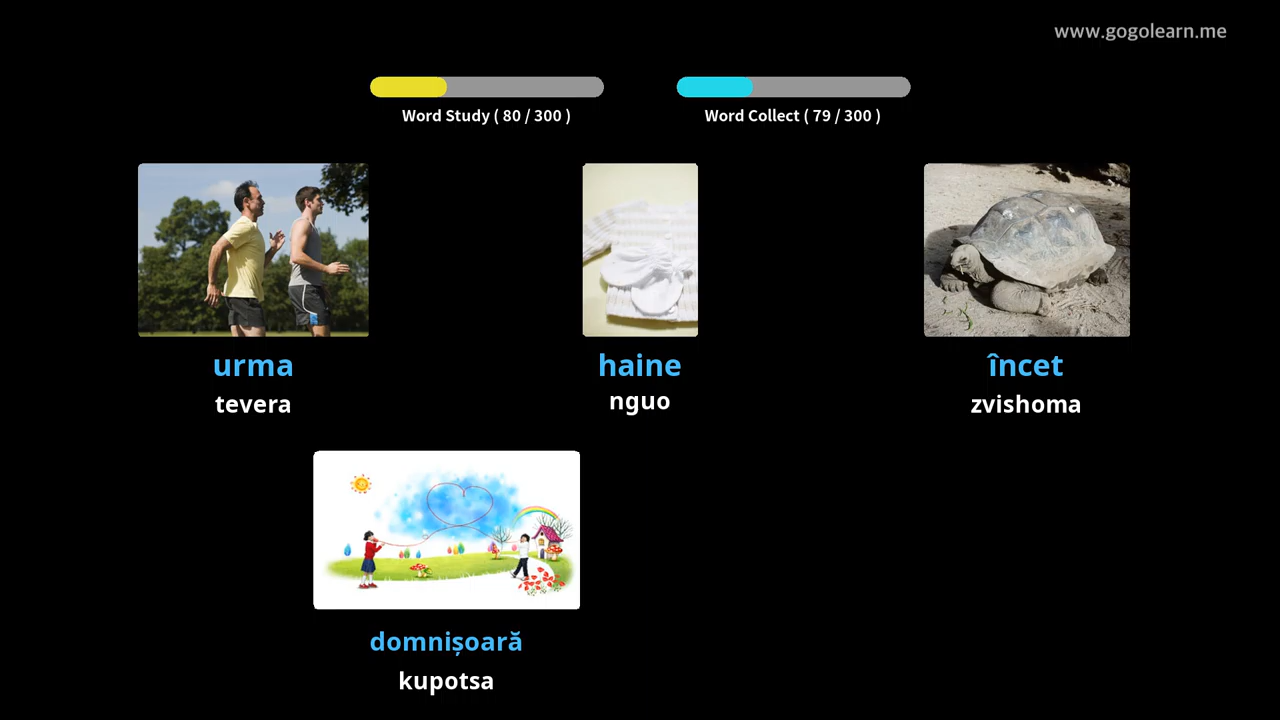 www.gogolearn.me
Word Study ( 80 / 300 )
Word Collect ( 79 / 300 )
urma
tevera
haine
nguo
încet
zvishoma
domnișoară
kupotsa